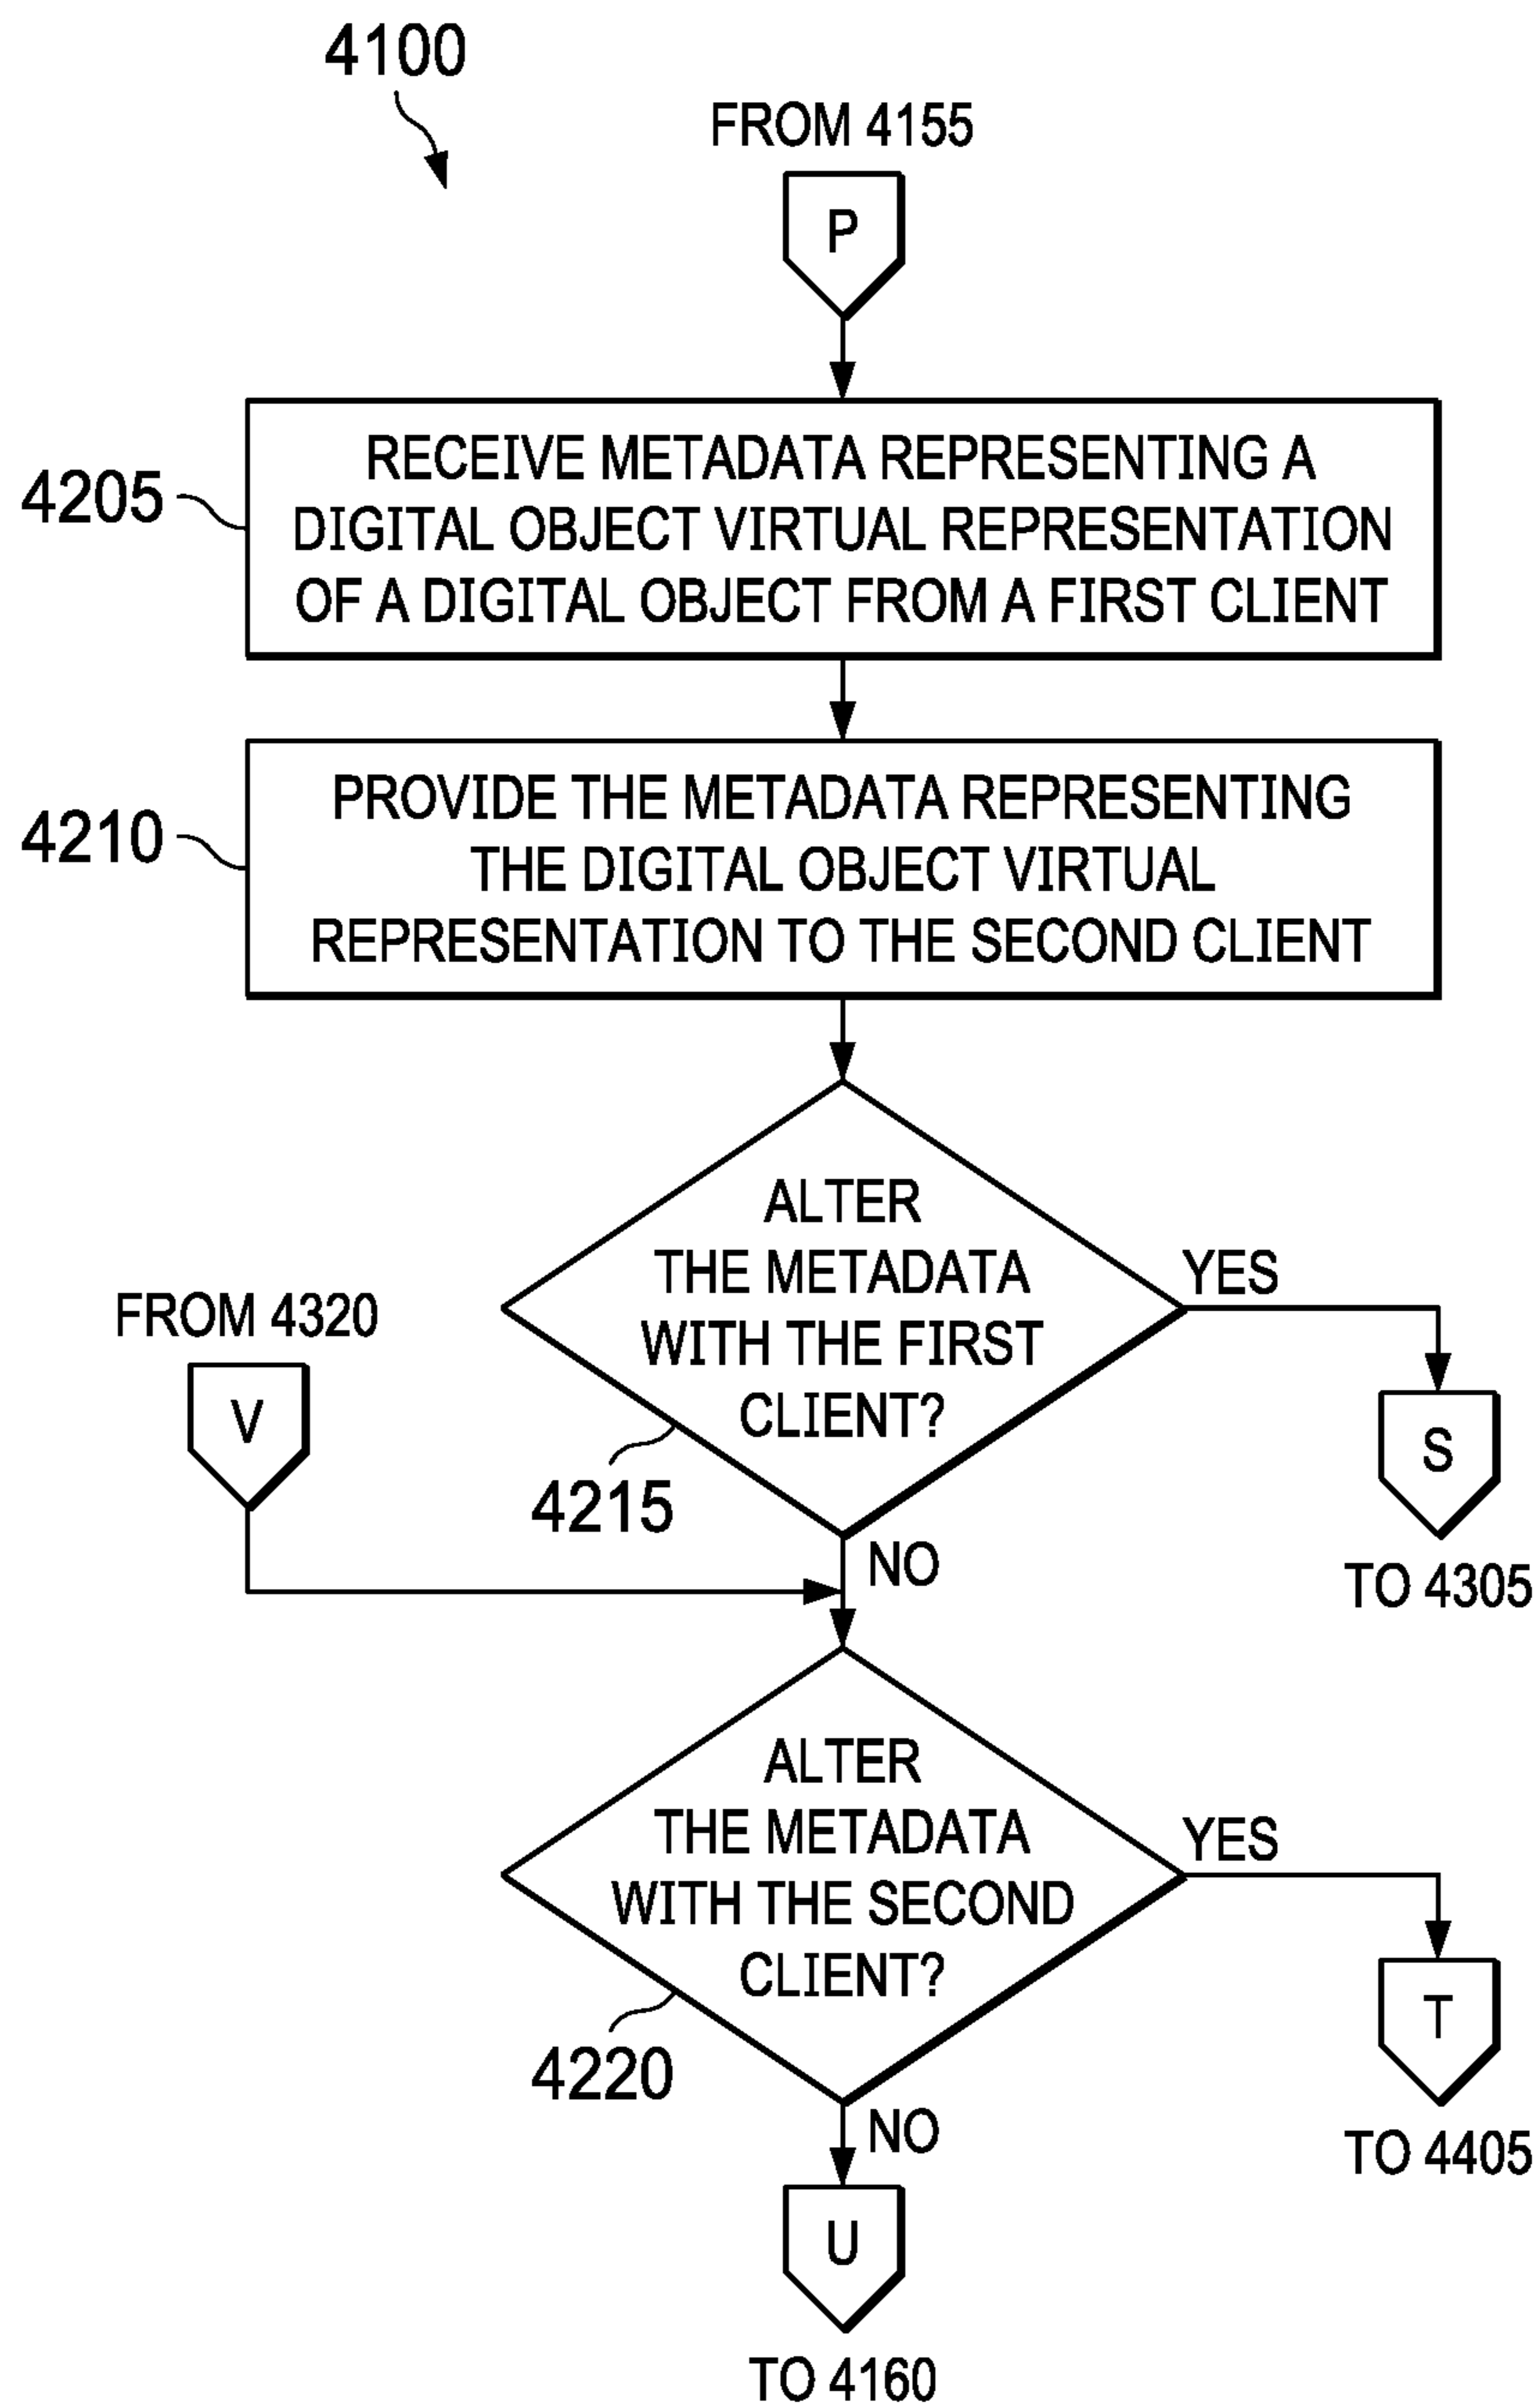 4100
FROM 4155
P
4205
RECEIVE METADATA REPRESENTING A
DIGITAL OBJECT VIRTUAL REPRESENTATION
OF A DIGITAL OBJECT FROM A FIRST CLIENT
4210
PROVIDE THE METADATA REPRESENTING
THE DIGITAL OBJECT VIRTUAL
REPRESENTATION TO THE SECOND CLIENT
ALTER
THE METADATA
WITH THE FIRST
CLIENT?
4215
YES
S
TO 4305
FROM 4320
V
NO
ALTER
THE METADATA
WITH THE SECOND
CLIENT?
4220
YES
T
TO 4405
NO
U
TO 4160